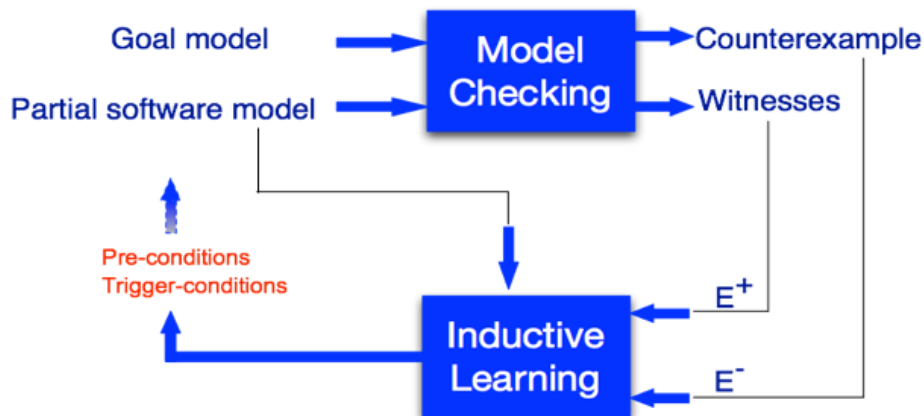 Goal model
Model
Checking
Counterexample
Partial software model
Witnesses
Pre-conditions
Trigger-conditions
Inductive
Learning
E+
E-